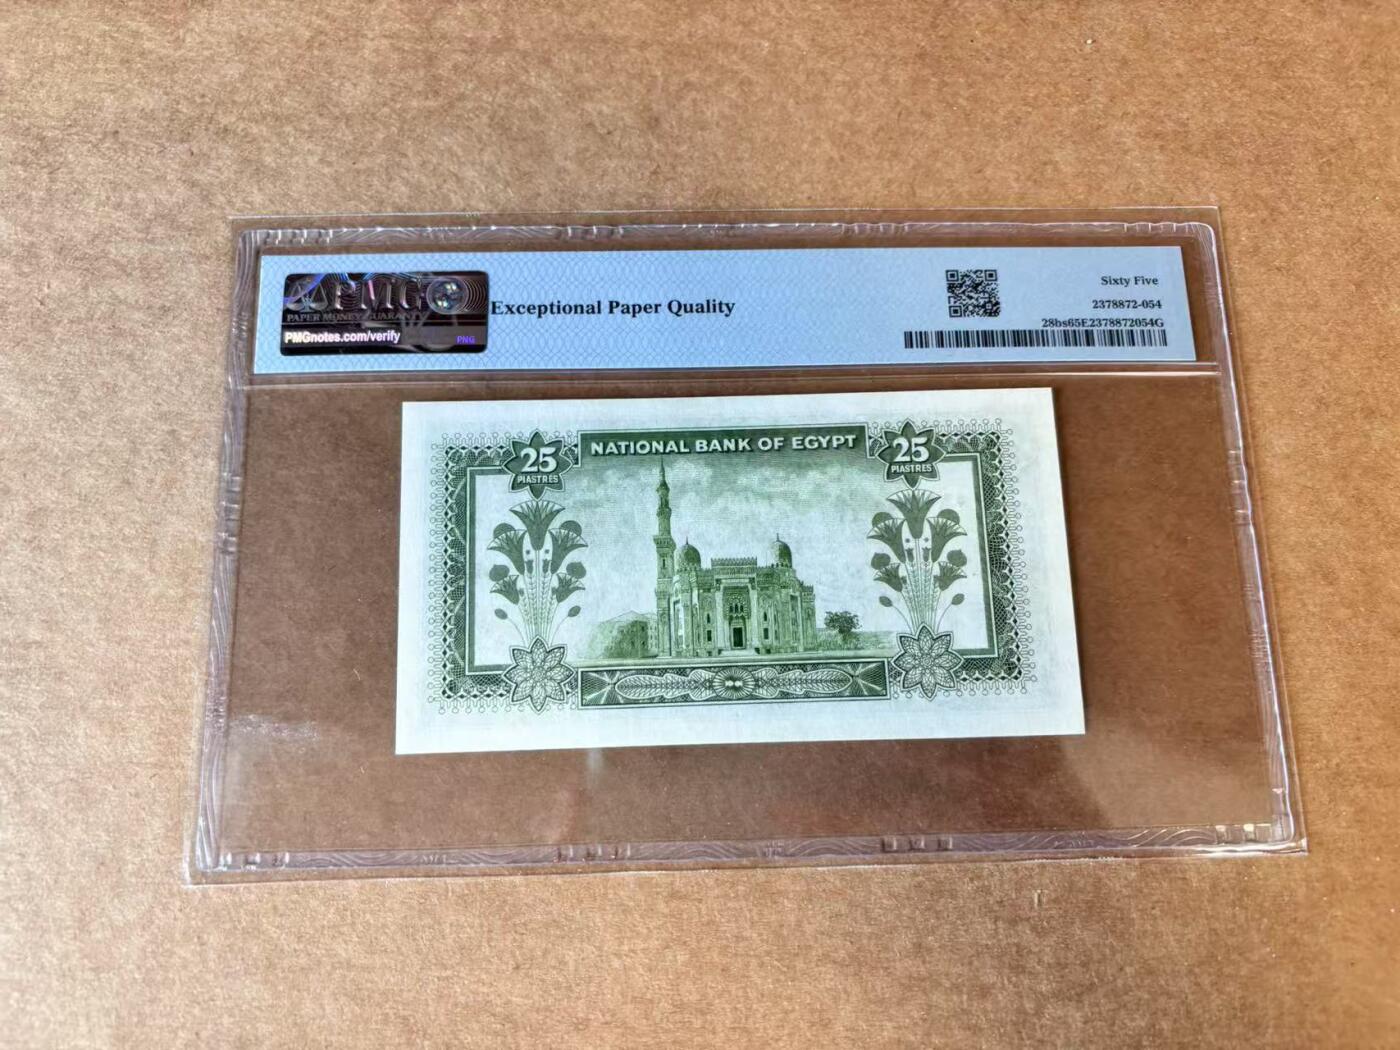 PMG
PAPER MONEY GUARANTY
PMGnotes.com/verify
PNG
Exceptional Paper Quality
Sixty Five
2378872-054
28bs65E2378872054G
NATIONAL BANK OF EGYPT
25
PIASTRES
25
PIASTRES